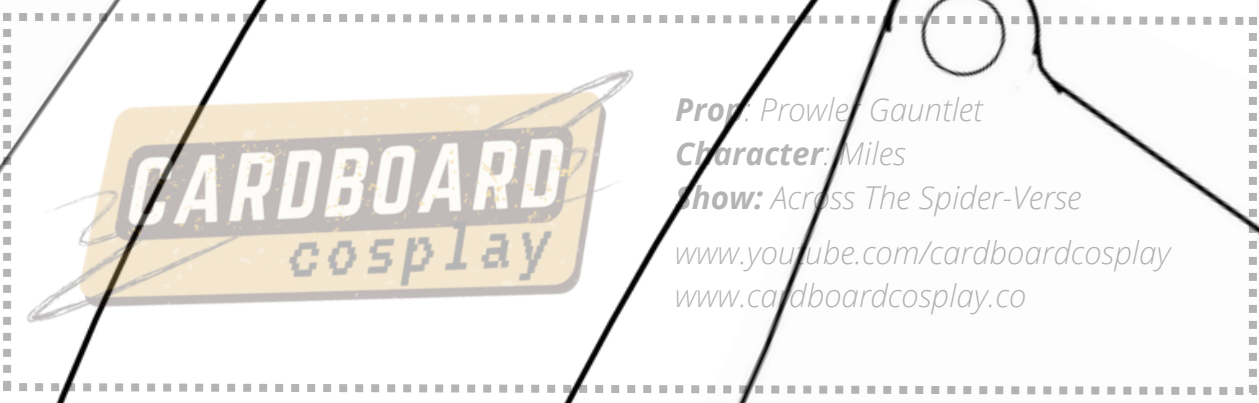 CARDBOARD
cosplay
Prop: Prowler Gauntlet
Character: Miles
Show: Across The Spider-Verse
www.youtube.com/cardboardcosplay
www.cardboardcosplay.co